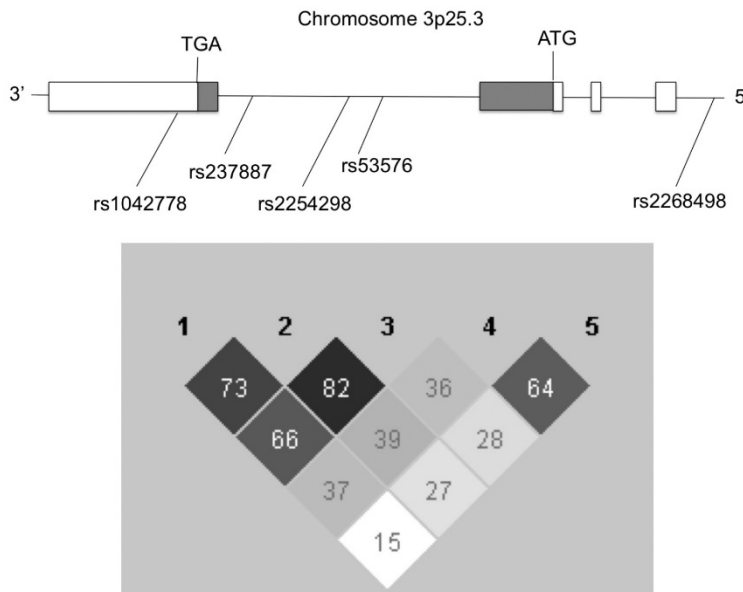 Chromosome 3p25.3
TGA
ATG
3’
5’
rs237887
rs53576
rs1042778
rs2254298
rs2268498
1 2 3 4 5
73 82 36 64
66 39 28
37 27
15